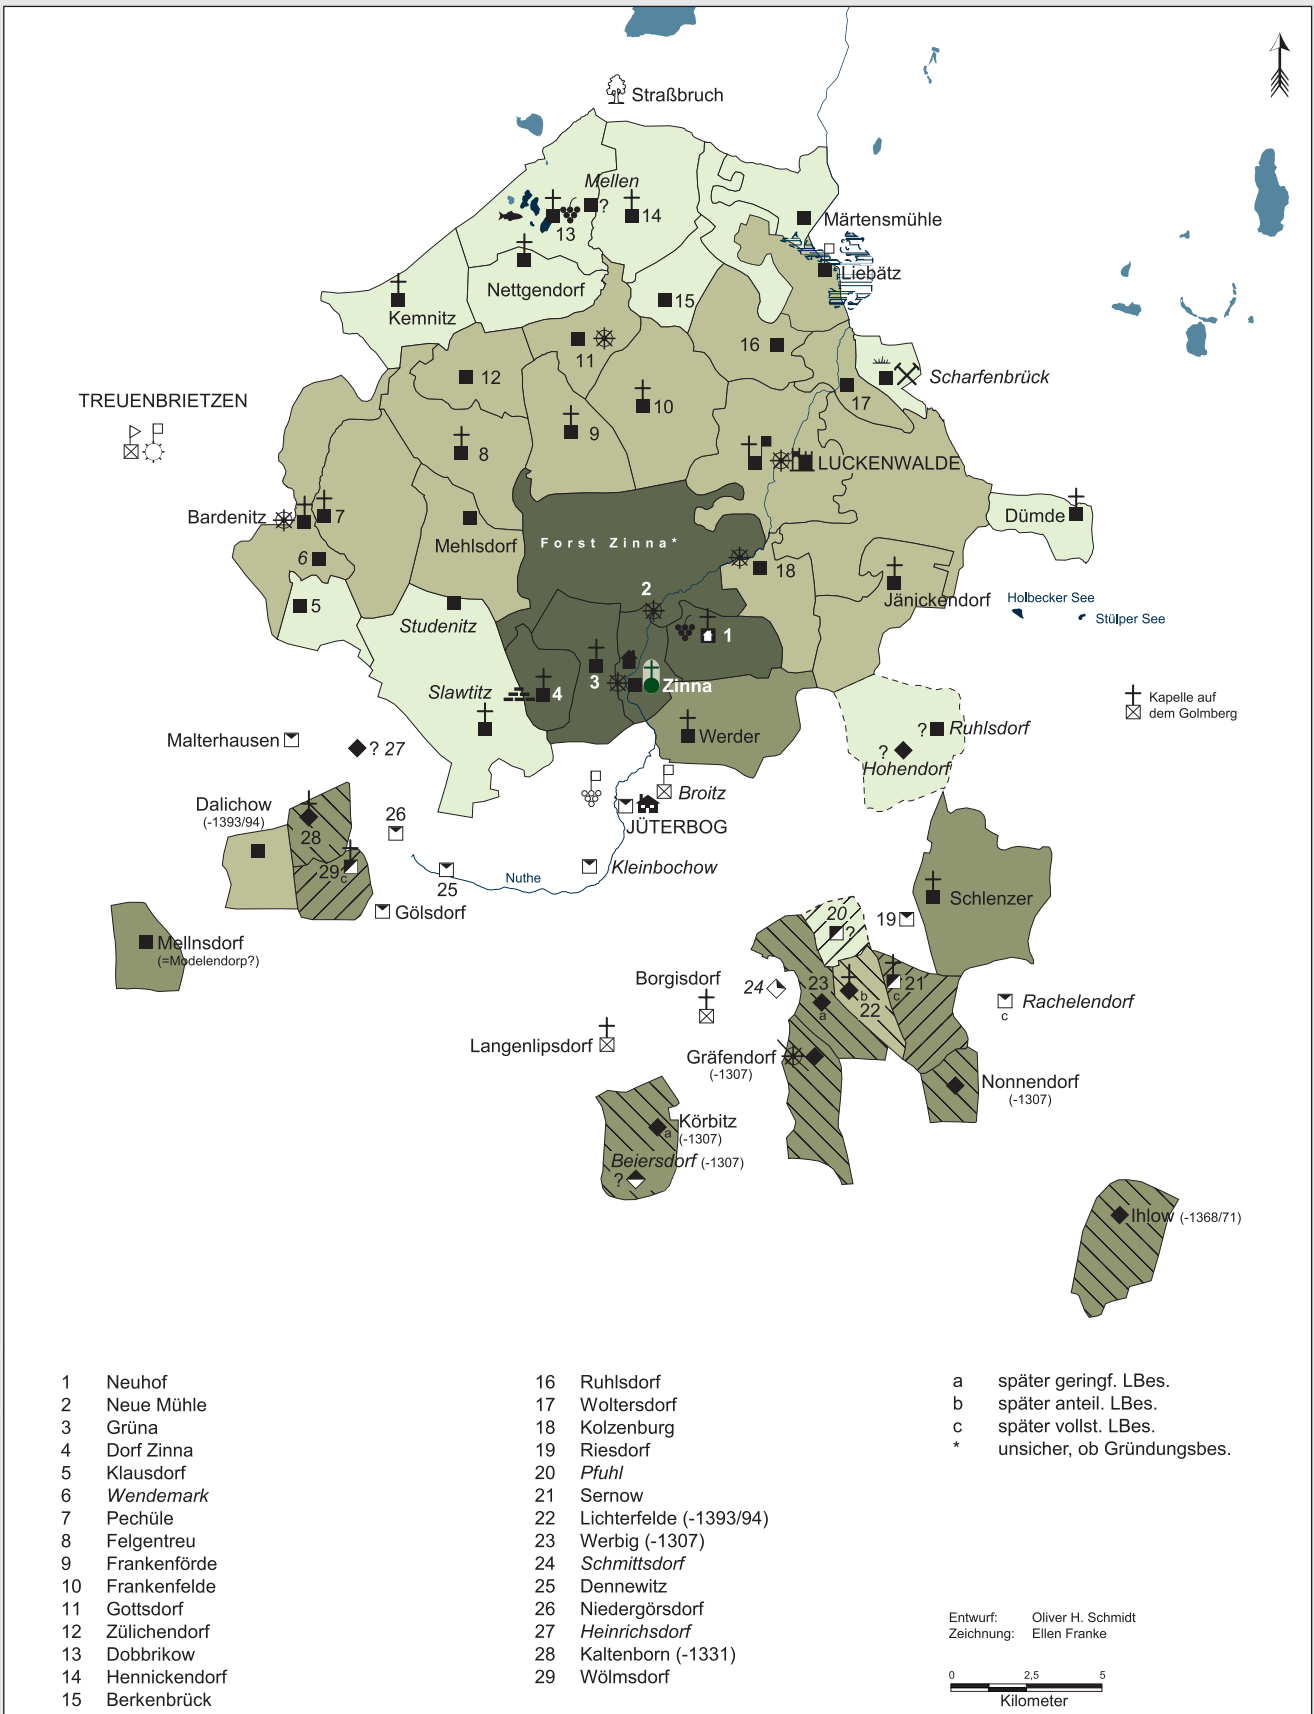 Straßbruch
Mellen
?
14
13
Märtensmühle
Nettgendorf
Liebätz
Kemnitz
15
11
16
Scharfenbrück
12
17
TREUENBRIETZEN
10
9
8
LUCKENWALDE
Bardenitz
7
Dümde
Mehlsdorf
Forst Zinna*
6
18
5
2
Jänickendorf
Holbecker See
Stülper See
Studenitz
1
Slawtitz
4
3
Zinna
Kapelle auf
dem Golmberg
Malterhausen
? 27
Werder
? Ruhlsdorf
?
Hohendorf
Dalichow
(-1393/94)
26
Broitz
JÜTERBOG
28
29
c
25
Nuthe
Kleinbochow
Gölsdorf
Schlenzer
20
?
19
Mellnsdorf
(=Modelendorp?)
Borgisdorf
24
23
a
b
22
21
c
Rachelendorf
c
Langenlipsdorf
Gräfendorf
(-1307)
Nonnendorf
(-1307)
Körbitz
a
(-1307)
Beiersdorf (-1307)
?
Ihlow (-1368/71)
1 Neuhof
2 Neue Mühle
3 Grüna
4 Dorf Zinna
5 Klausdorf
6 Wendemark
7 Pechüle
8 Felgentreu
9 Frankenförde
10 Frankenfelde
11 Gottsdorf
12 Zülichendorf
13 Dobbrikow
14 Hennickendorf
15 Berkenbrück
16 Ruhlsdorf
17 Woltersdorf
18 Kolzenburg
19 Riesdorf
20 Pfuhl
21 Sernow
22 Lichterfelde (-1393/94)
23 Werbig (-1307)
24 Schmittsdorf
25 Dennewitz
26 Niedergörsdorf
27 Heinrichsdorf
28 Kaltenborn (-1331)
29 Wölmsdorf
a später geringf. LBes.
b später anteil. LBes.
c später vollst. LBes.
* unsicher, ob Gründungsbes.
Entwurf: Oliver H. Schmidt
Zeichnung: Ellen Franke
0 2,5 5
Kilometer